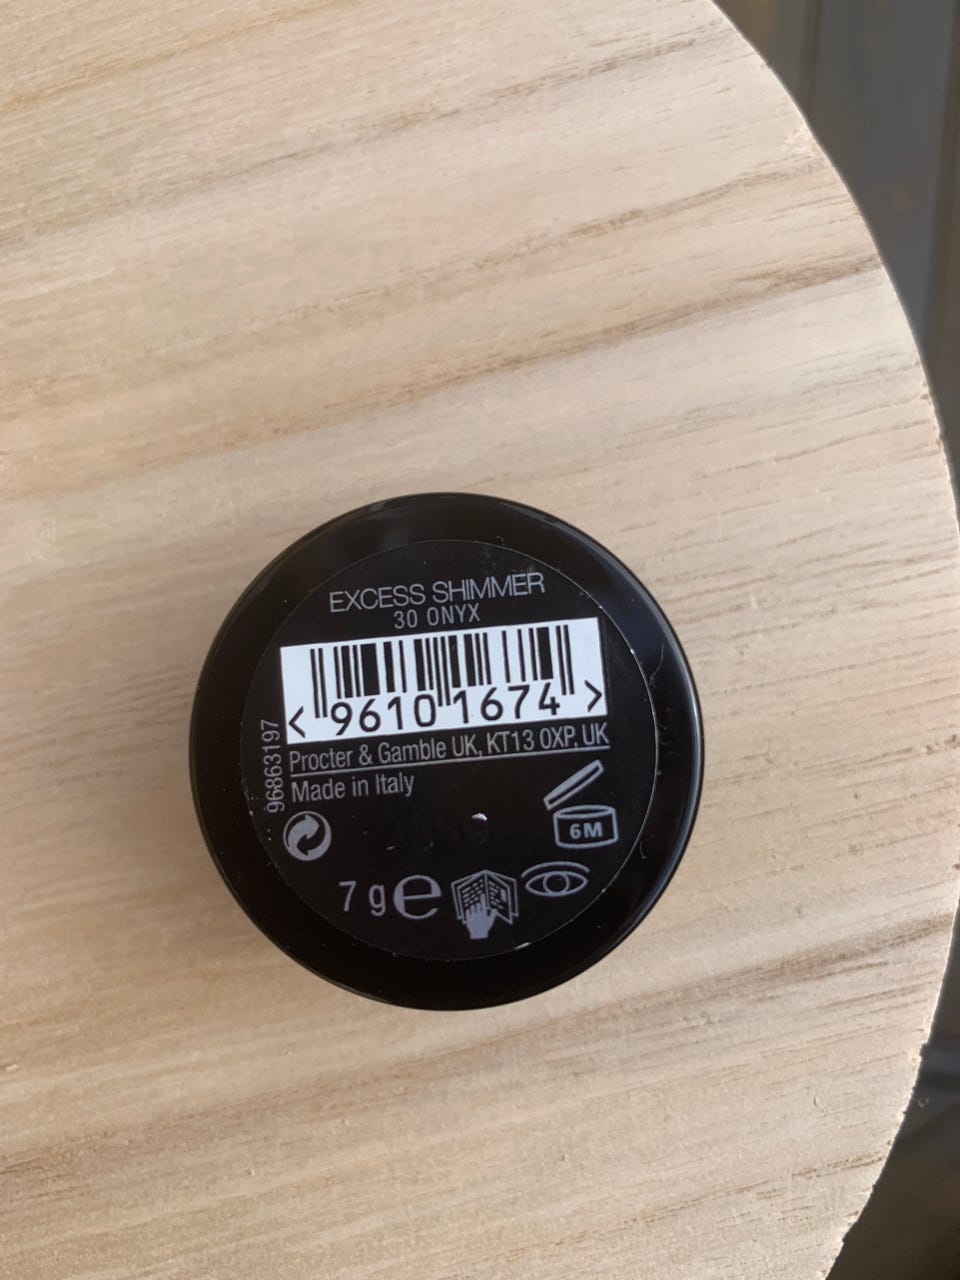 EXCESS SHIMMER
30 ONYX
< 9610 1674 >
96863197
Procter & Gamble UK, KT13 0XP, UK
Made in Italy
6M
7 g e